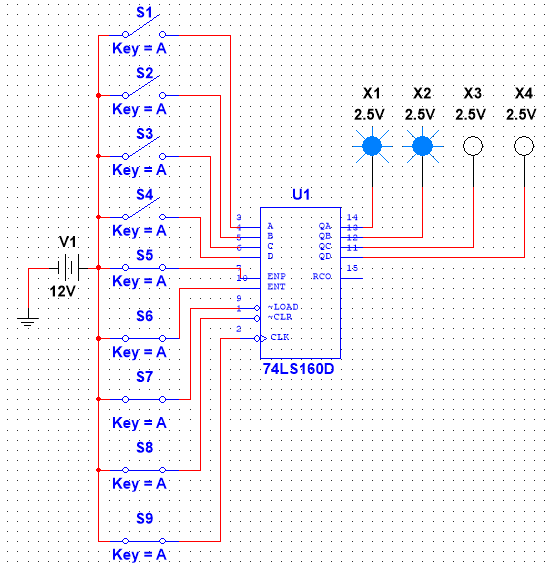 S1
Key = A
S2
Key = A
S3
Key = A
S4
Key = A
S5
Key = A
S6
Key = A
S7
Key = A
S8
Key = A
S9
Key = A
V1
12V
X1 X2 X3 X4
2.5V 2.5V 2.5V 2.5V
U1
3 A QA 14
4 B QB 13
5 C QC 12
6 D QD 11
7 ENP RCO 15
10 ENT
9 ~LOAD
1 ~CLR
2 CLK
74LS160D